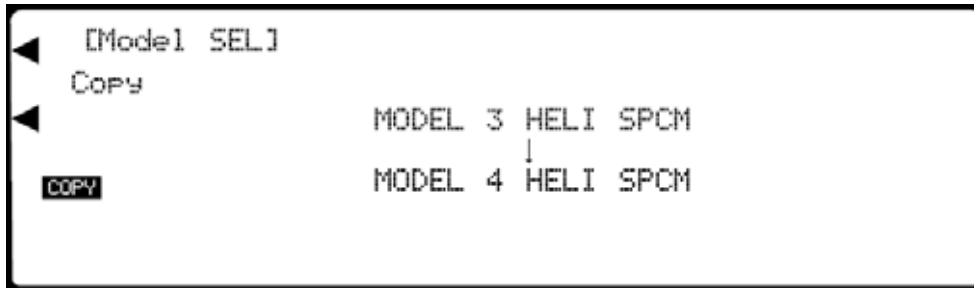 [Model SEL]
Copy
MODEL 3 HELI SPCM
↓
MODEL 4 HELI SPCM
COPY